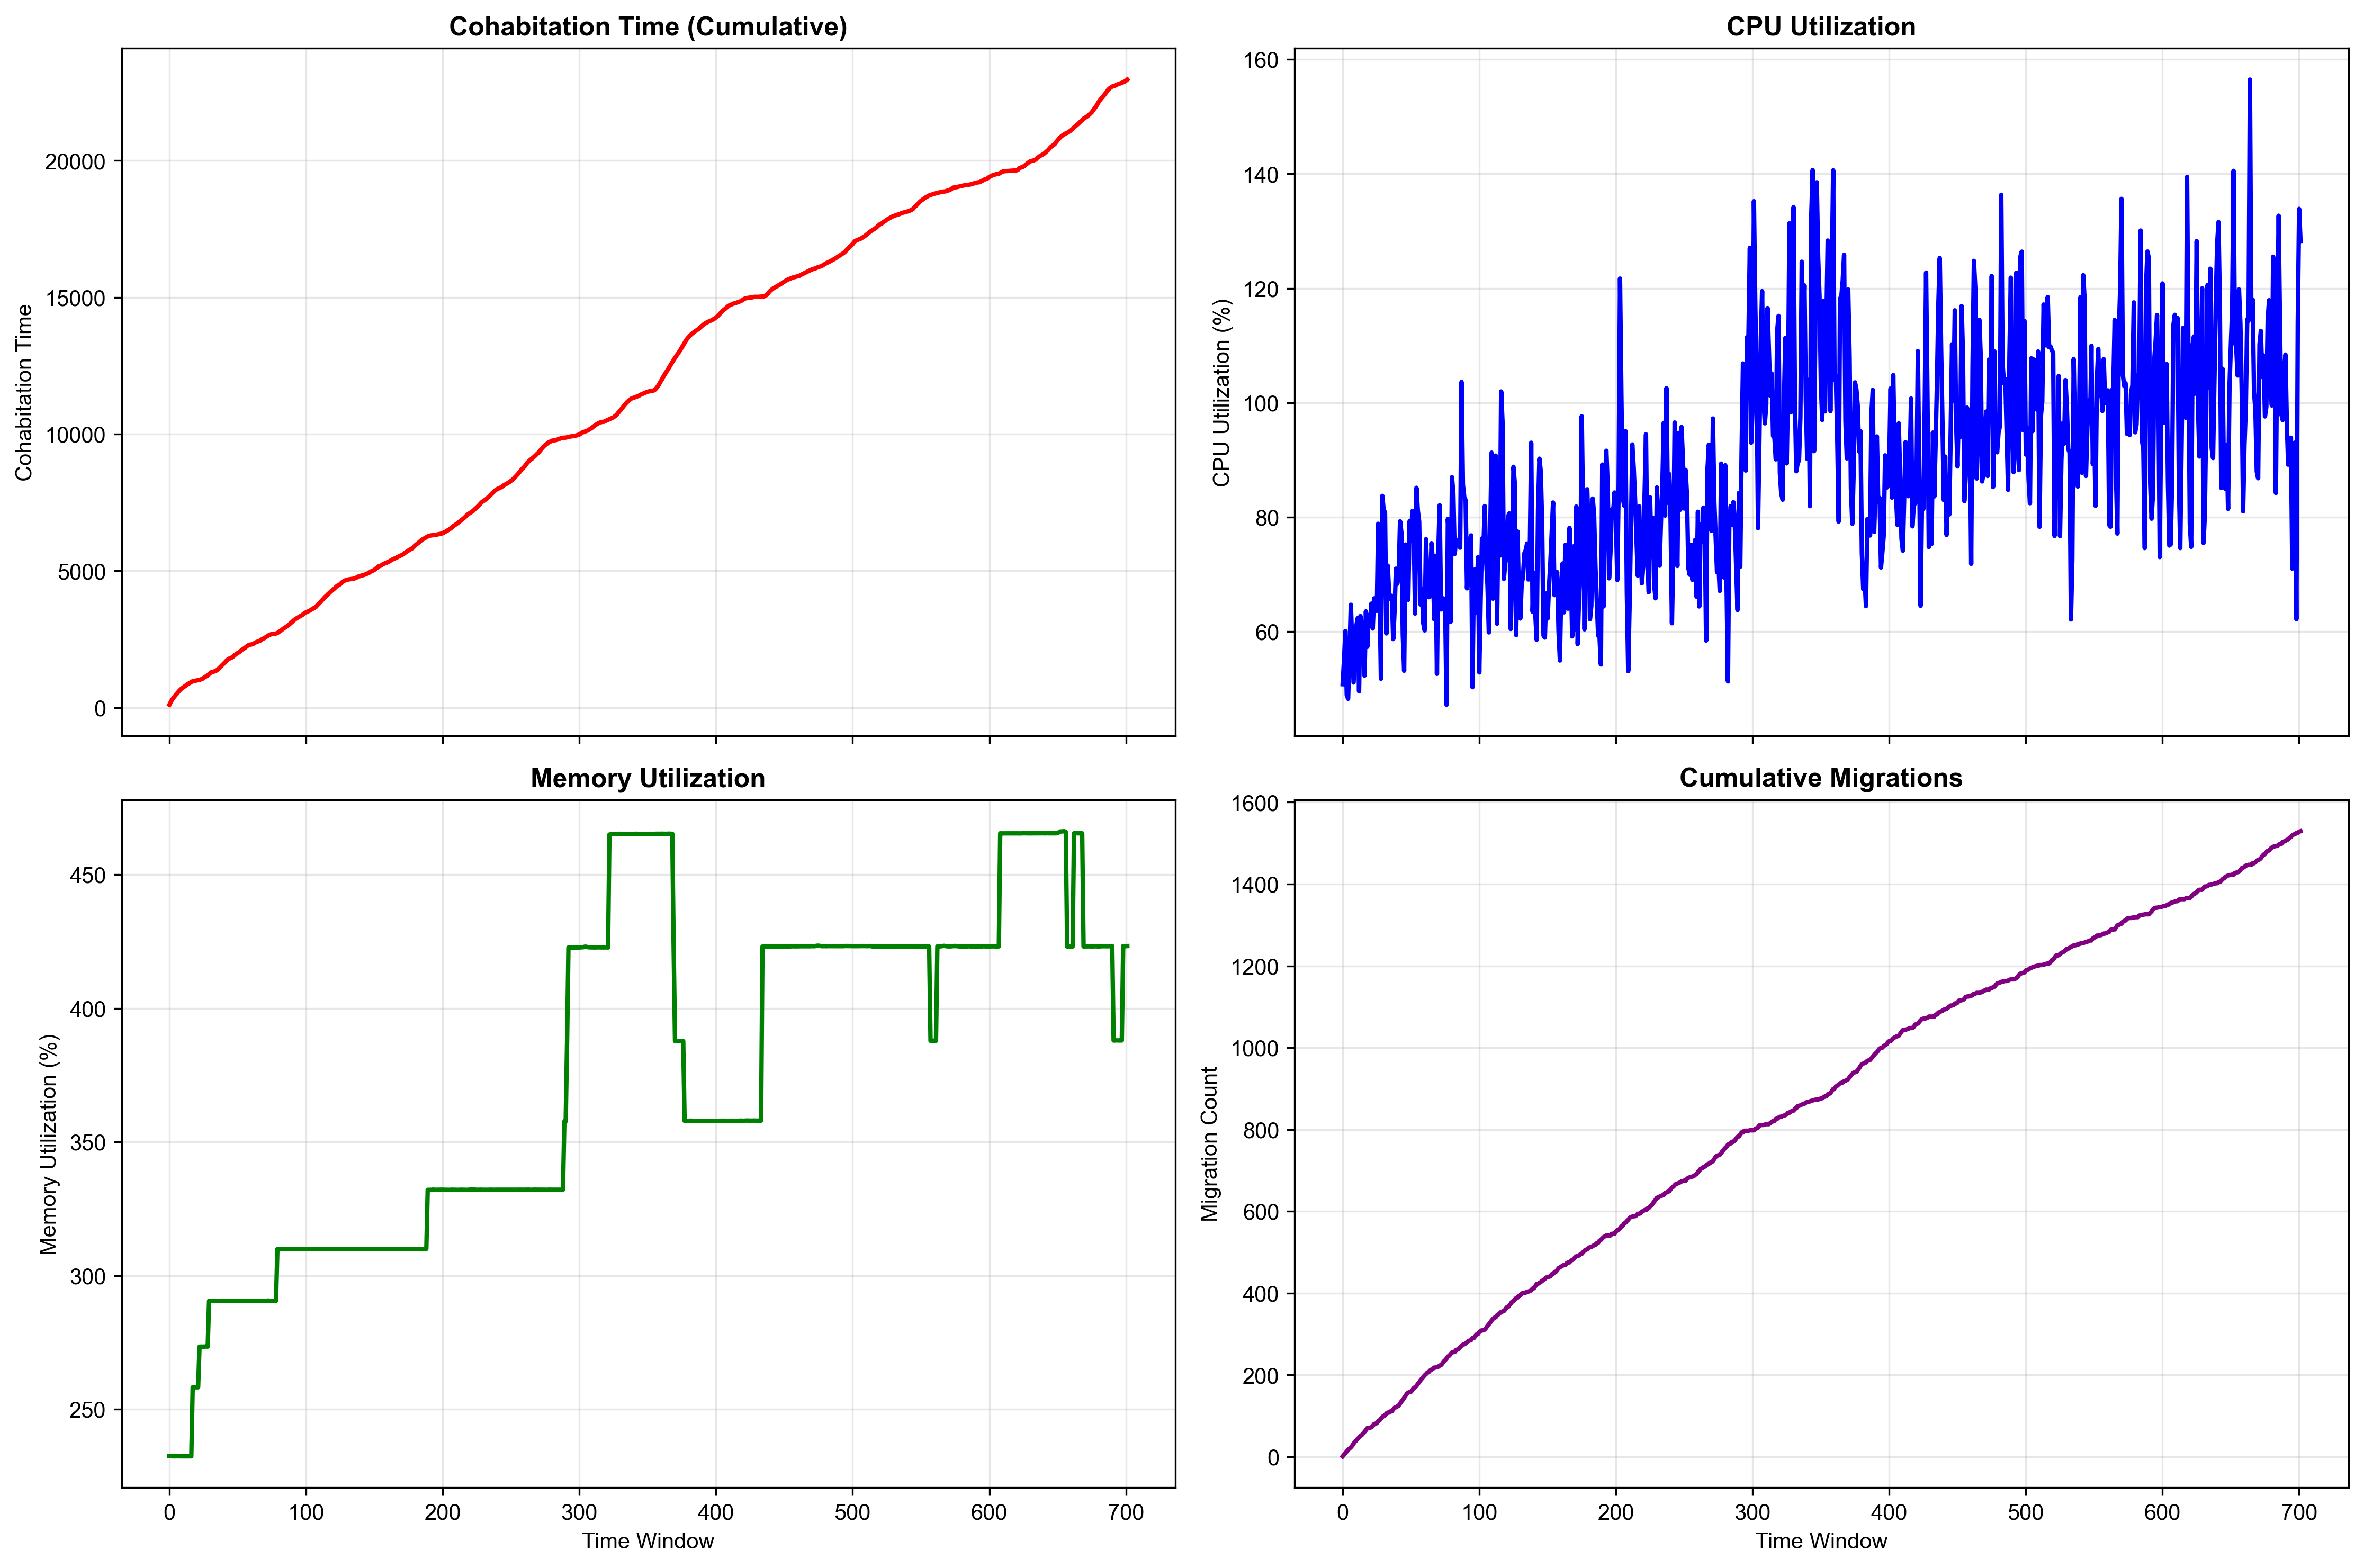 Cohabitation Time (Cumulative)
Cohabitation Time
20000
15000
10000
5000
0
CPU Utilization
CPU Utilization (%)
160
140
120
100
80
60
Memory Utilization
Memory Utilization (%)
450
400
350
300
250
0 100 200 300 400 500 600 700
Time Window
Cumulative Migrations
Migration Count
1600
1400
1200
1000
800
600
400
200
0
0 100 200 300 400 500 600 700
Time Window